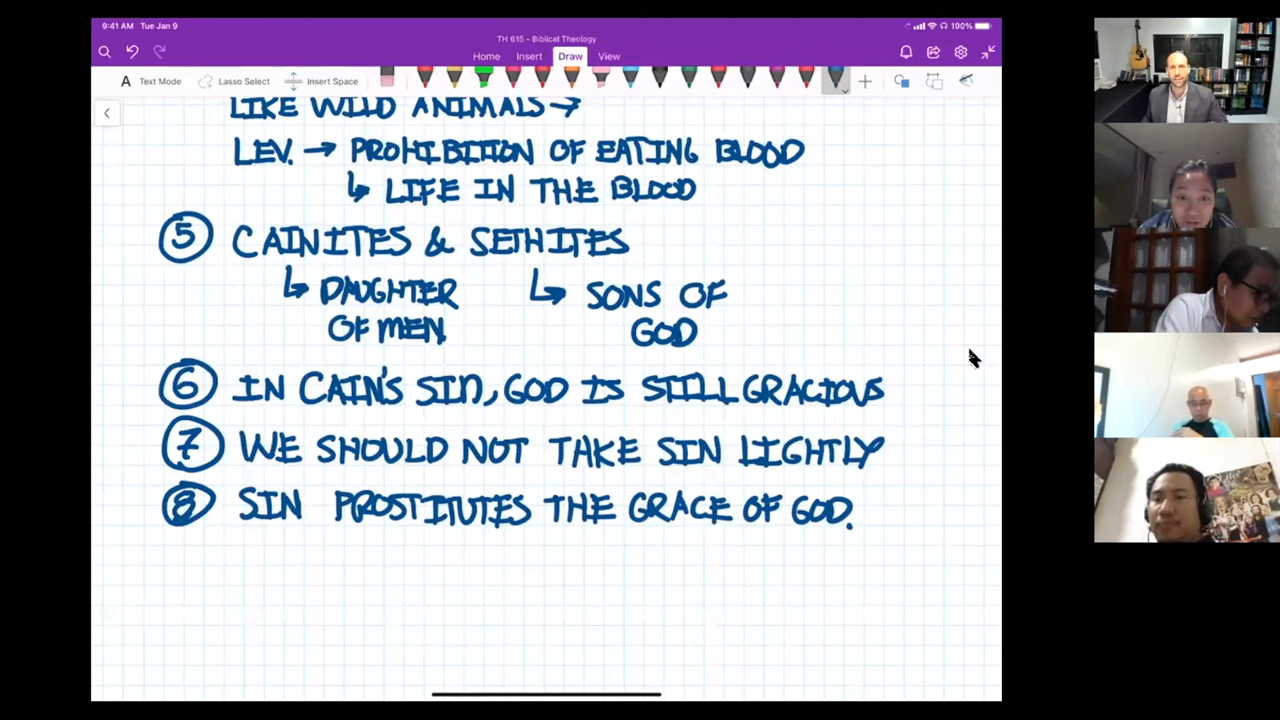 9:41 AM Tue Jan 9
100%
TH 615 - Biblical Theology
Home Insert Draw View
A Text Mode Lasso Select Insert Space
LIKE WILD ANIMALS →
LEV. → PROHIBITION OF EATING BLOOD
↳ LIFE IN THE BLOOD
⑤ CAINITES & SETHITES
↳ DAUGHTER ↳ SONS OF
OF MEN. GOD
⑥ IN CAIN'S SIN, GOD IS STILL GRACIOUS
⑦ WE SHOULD NOT TAKE SIN LIGHTLY
⑧ SIN PROSTITUTES THE GRACE OF GOD.